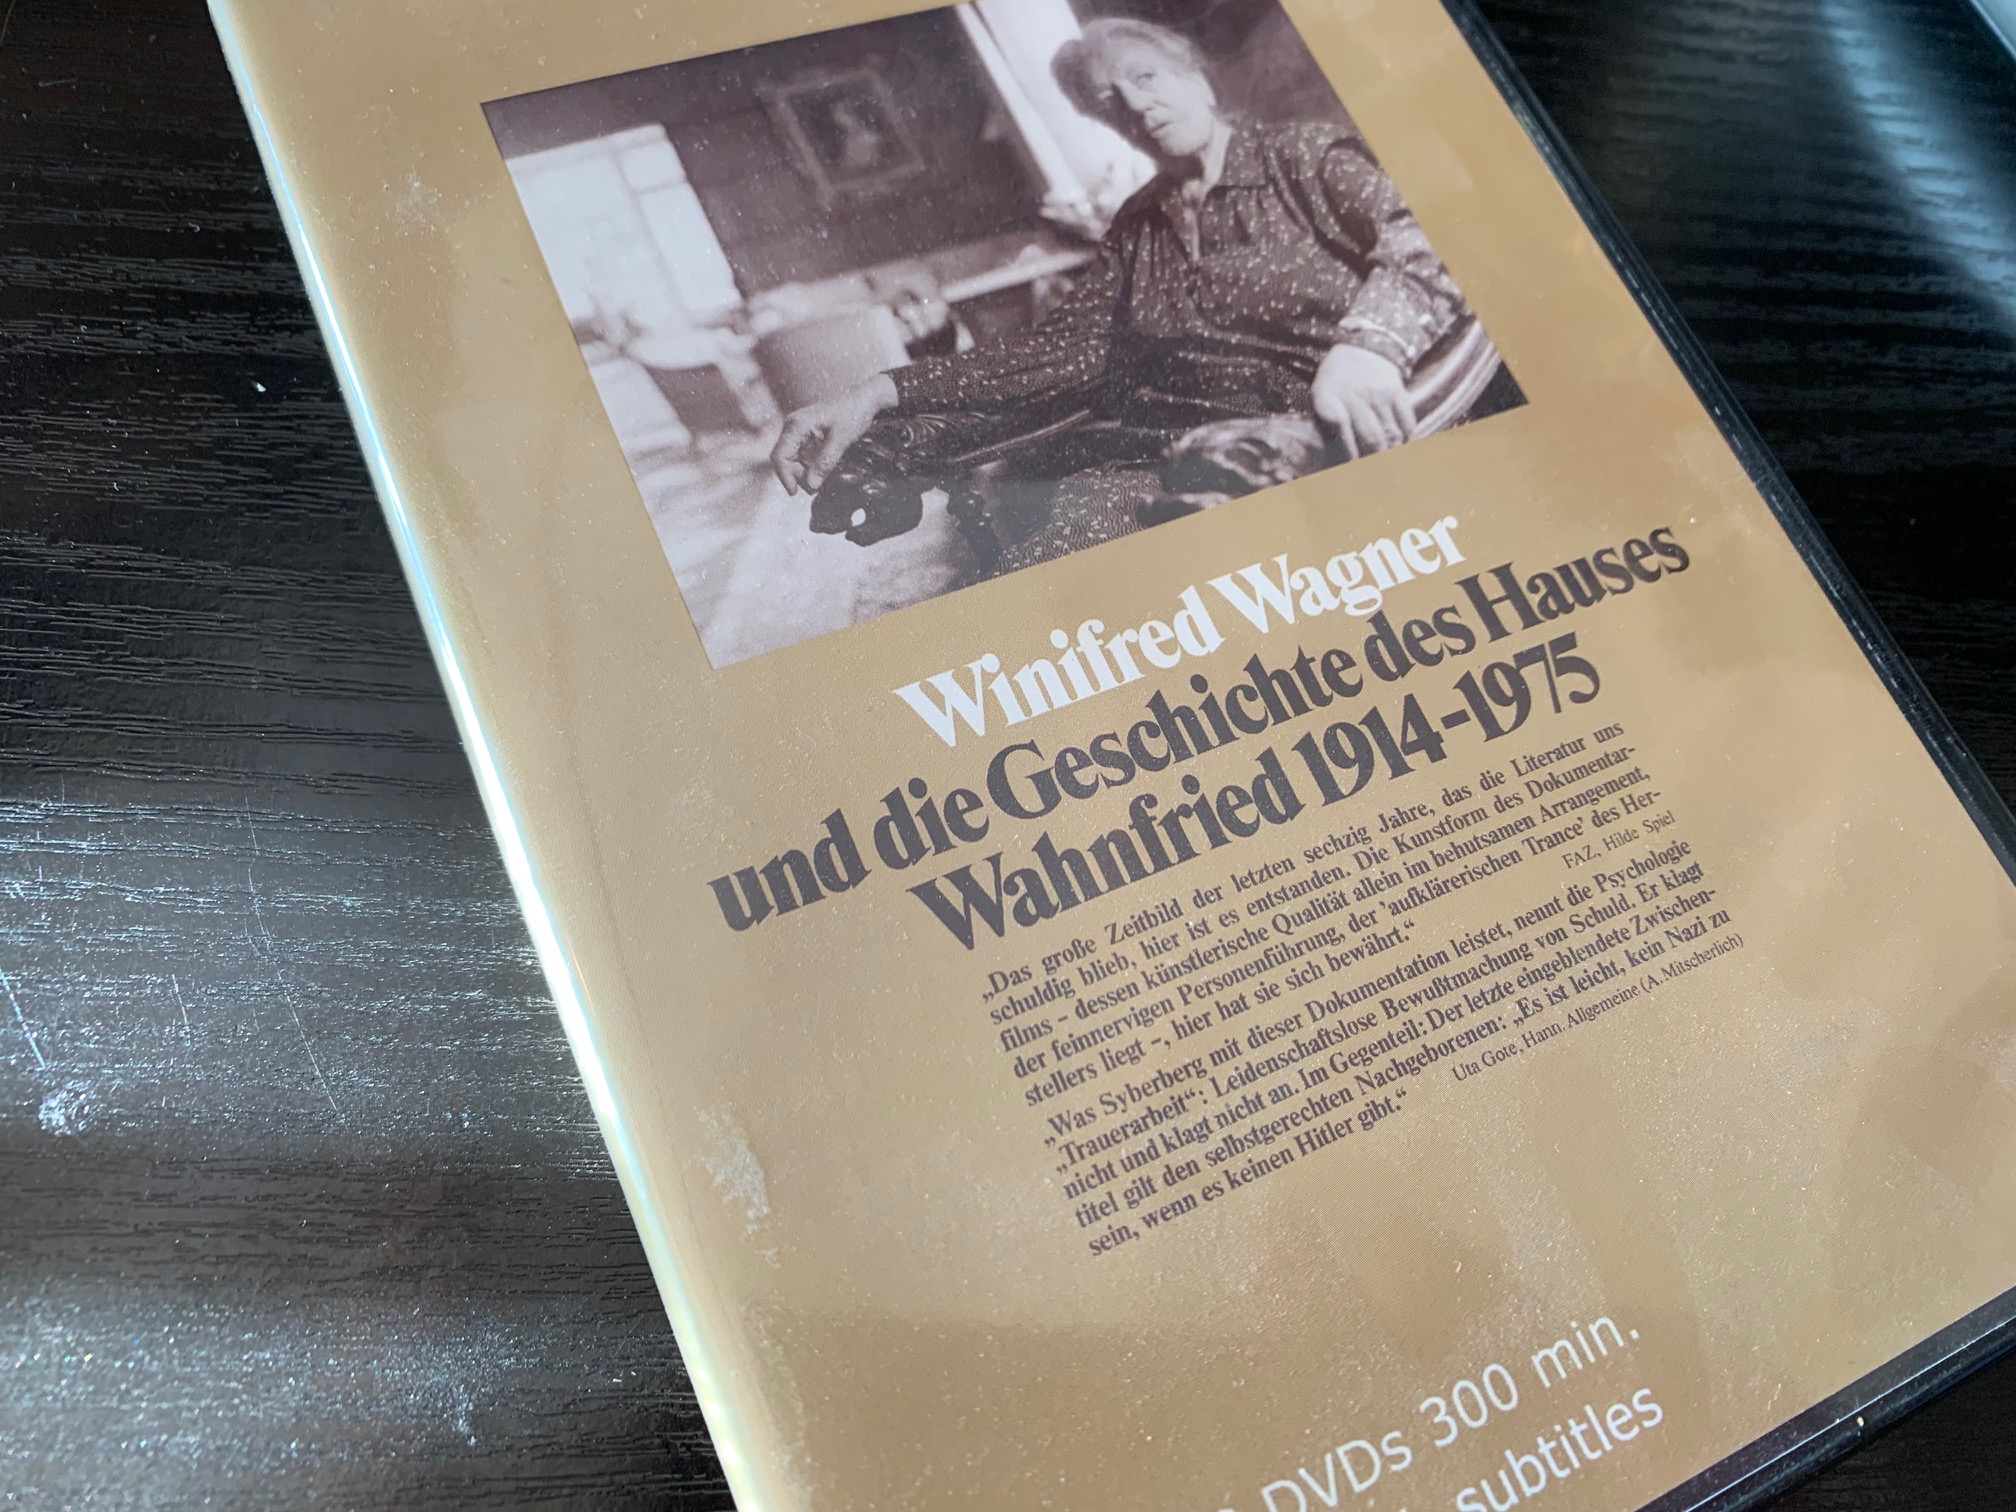 Winifred Wagner
und die Geschichte des Hauses
Wahnfried 1914-1975
„Das große Zeitbild der letzten sechzig Jahre, das die Literatur uns
schuldig blieb, hier ist es entstanden. Die Kunstform des Dokumentar-
films – dessen künstlerische Qualität allein im behutsamen Arrangement,
der feinnervigen Personenführung, der 'aufklärerischen Trance' des Her-
stellers liegt –, hier hat sie sich bewährt.“
FAZ, Hilde Spiel
„Was Syberberg mit dieser Dokumentation leistet, nennt die Psychologie
„Trauerarbeit“: Leidenschaftslose Bewußtmachung von Schuld. Er klagt
nicht und klagt nicht an. Im Gegenteil: Der letzte eingeblendete Zwischen-
titel gilt den selbstgerechten Nachgeborenen: „Es ist leicht, kein Nazi zu
sein, wenn es keinen Hitler gibt.“
Uta Gote, Hann. Allgemeine (A. Mitscherlich)
DVDs 300 min.
subtitles